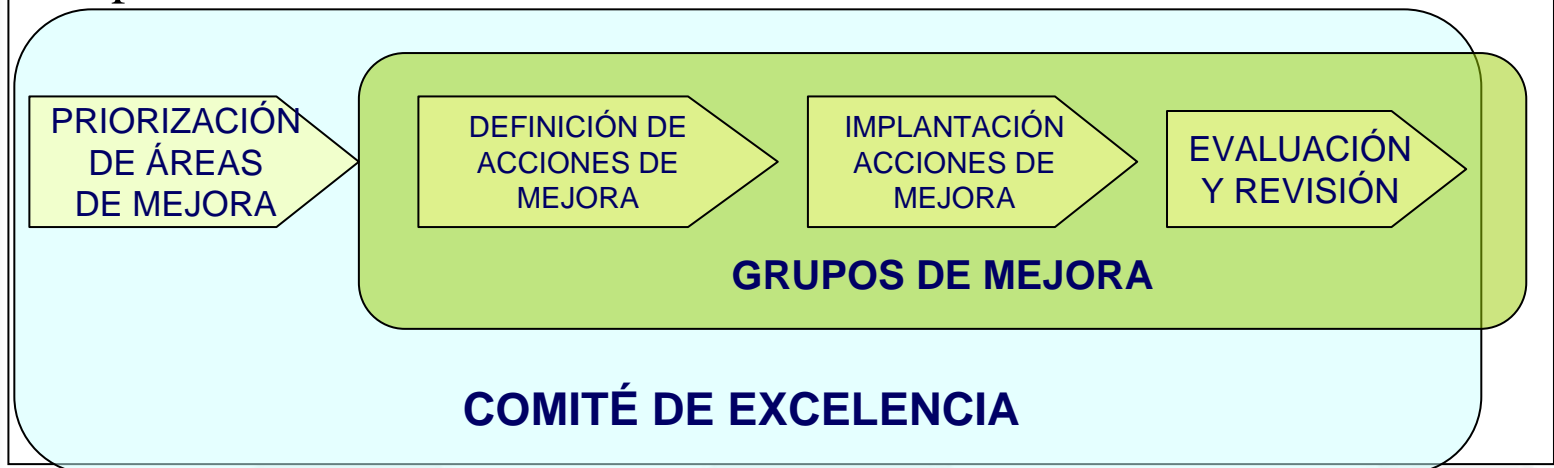 PRIORIZACIÓN
DE ÁREAS
DE MEJORA
DEFINICIÓN DE
ACCIONES DE
MEJORA
IMPLANTACIÓN
ACCIONES DE
MEJORA
EVALUACIÓN
Y REVISIÓN
GRUPOS DE MEJORA
COMITÉ DE EXCELENCIA